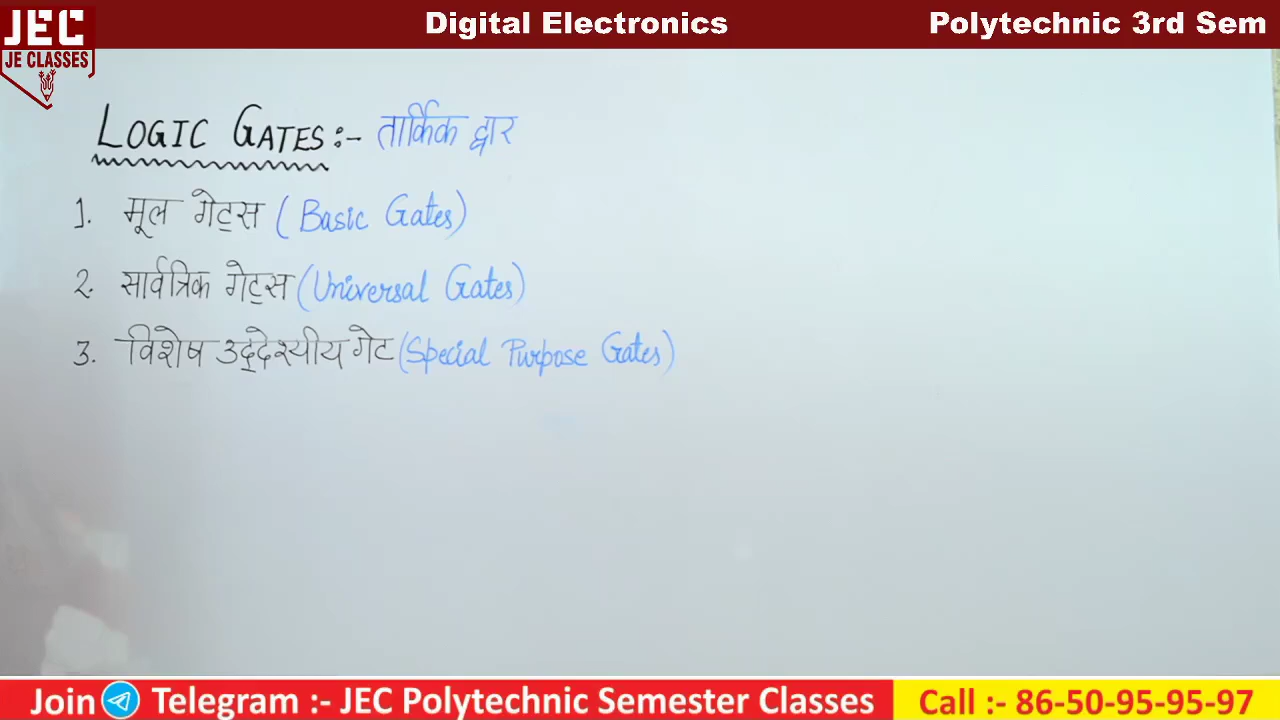 JEC
JE CLASSES
Digital Electronics
Polytechnic 3rd Sem
LOGIC GATES :- तार्किक द्वार
1. मूल गेट्स (Basic Gates)
2. सार्वत्रिक गेट्स (Universal Gates)
3. विशेष उद्देश्यीय गेट (Special Purpose Gates)
Join Telegram :- JEC Polytechnic Semester Classes
Call :- 86-50-95-95-97